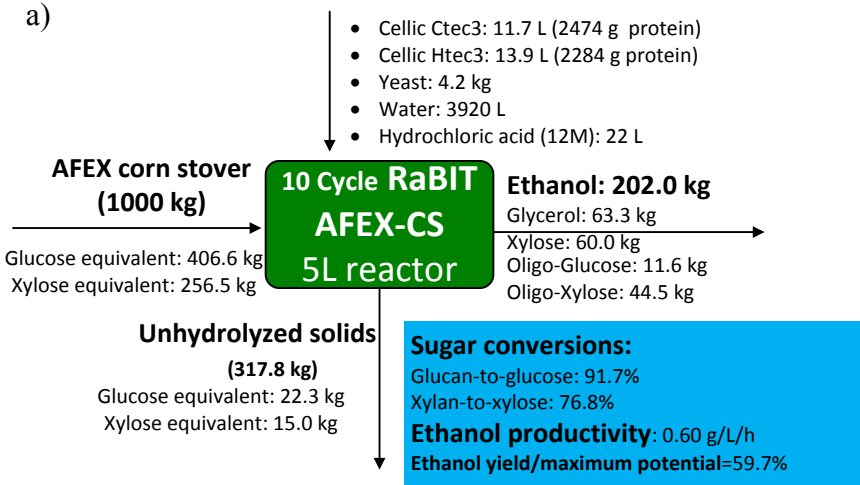 a)
• Cellic Ctec3: 11.7 L (2474 g protein)
• Cellic Htec3: 13.9 L (2284 g protein)
• Yeast: 4.2 kg
• Water: 3920 L
• Hydrochloric acid (12M): 22 L
AFEX corn stover
(1000 kg)
Glucose equivalent: 406.6 kg
Xylose equivalent: 256.5 kg
10 Cycle RaBIT
AFEX-CS
5L reactor
Ethanol: 202.0 kg
Glycerol: 63.3 kg
Xylose: 60.0 kg
Oligo-Glucose: 11.6 kg
Oligo-Xylose: 44.5 kg
Unhydrolyzed solids
(317.8 kg)
Glucose equivalent: 22.3 kg
Xylose equivalent: 15.0 kg
Sugar conversions:
Glucan-to-glucose: 91.7%
Xylan-to-xylose: 76.8%
Ethanol productivity: 0.60 g/L/h
Ethanol yield/maximum potential=59.7%